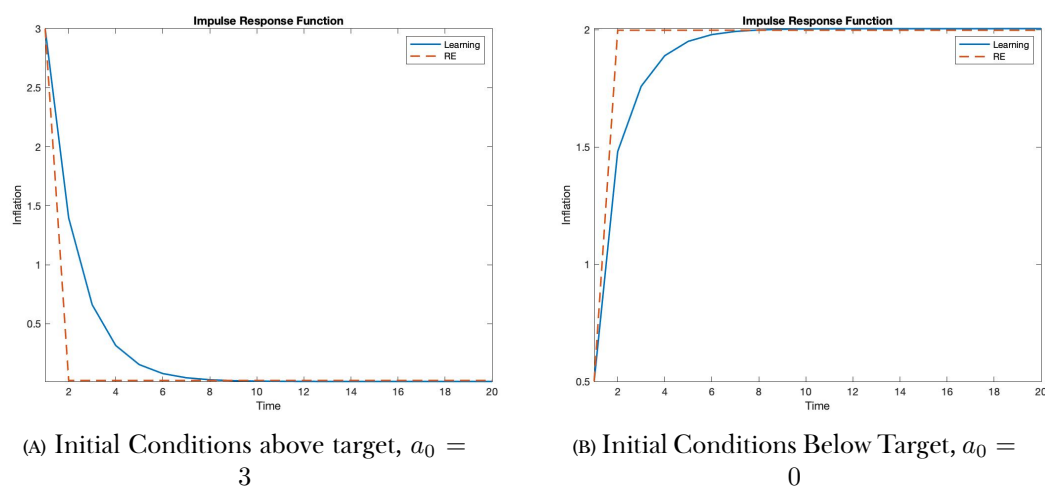 Impulse Response Function
Learning
RE
3
2.5
2
1.5
1
0.5
Inflation
2 4 6 8 10 12 14 16 18 20
Time
(A) Initial Conditions above target, a₀ =
3
Impulse Response Function
Learning
RE
2
1.5
1
0.5
Inflation
2 4 6 8 10 12 14 16 18 20
Time
(B) Initial Conditions Below Target, a₀ =
0